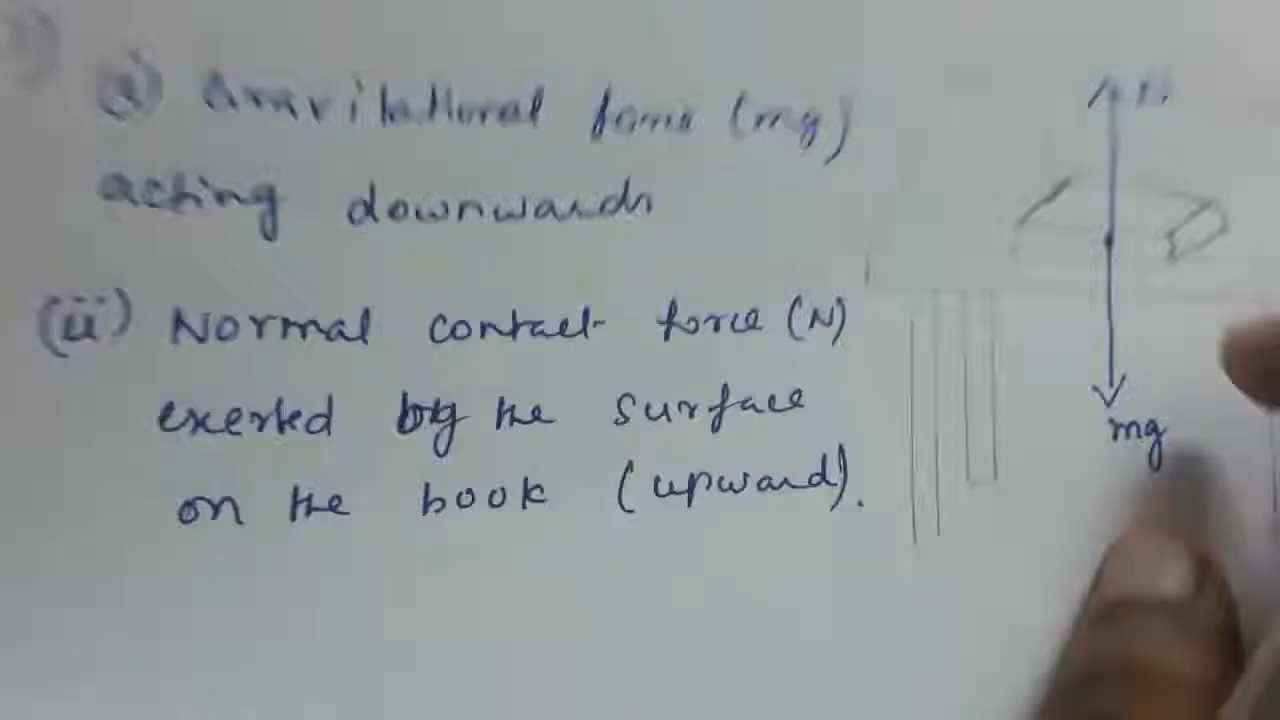 (i) Gravitational force (mg)
acting downwards
(ii) Normal contact force (N)
exerted by the surface
on the book (upward).
mg